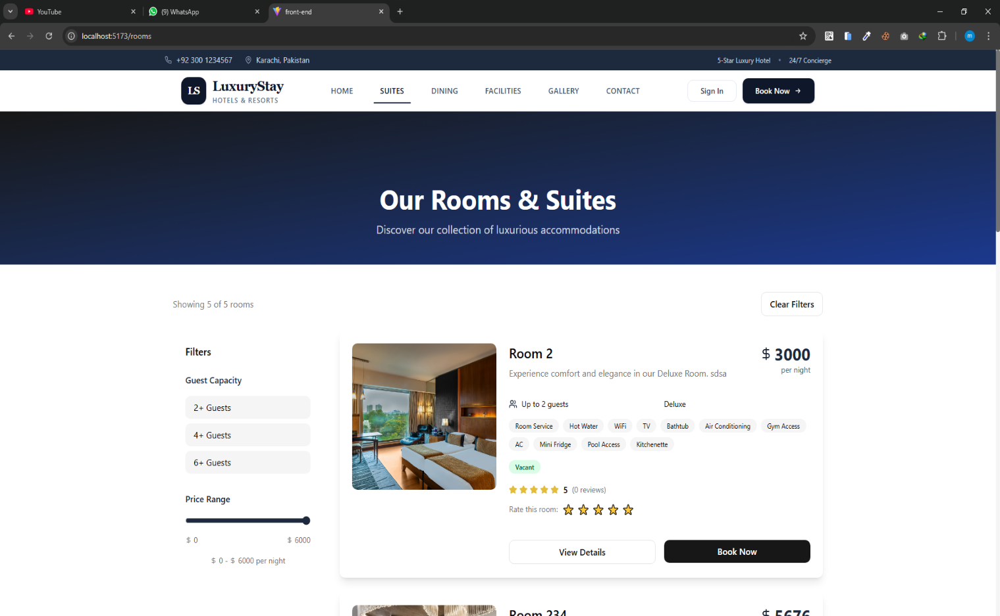 YouTube
(9) WhatsApp
front-end
localhost:5173/rooms
m
+92 300 1234567
Karachi, Pakistan
5-Star Luxury Hotel • 24/7 Concierge
LS
LuxuryStay
HOTELS & RESORTS
HOME
SUITES
DINING
FACILITIES
GALLERY
CONTACT
Sign In
Book Now
Our Rooms & Suites
Discover our collection of luxurious accommodations
Showing 5 of 5 rooms
Clear Filters
Filters
Guest Capacity
2+ Guests
4+ Guests
6+ Guests
Price Range
$ 0
$ 6000
$ 0 - $ 6000 per night
Room 2
$ 3000
per night
Experience comfort and elegance in our Deluxe Room. sdsa
Up to 2 guests
Deluxe
Room Service
Hot Water
WiFi
TV
Bathtub
Air Conditioning
Gym Access
AC
Mini Fridge
Pool Access
Kitchenette
Vacant
5 (0 reviews)
Rate this room:
View Details
Book Now
Room 234
$ 5676